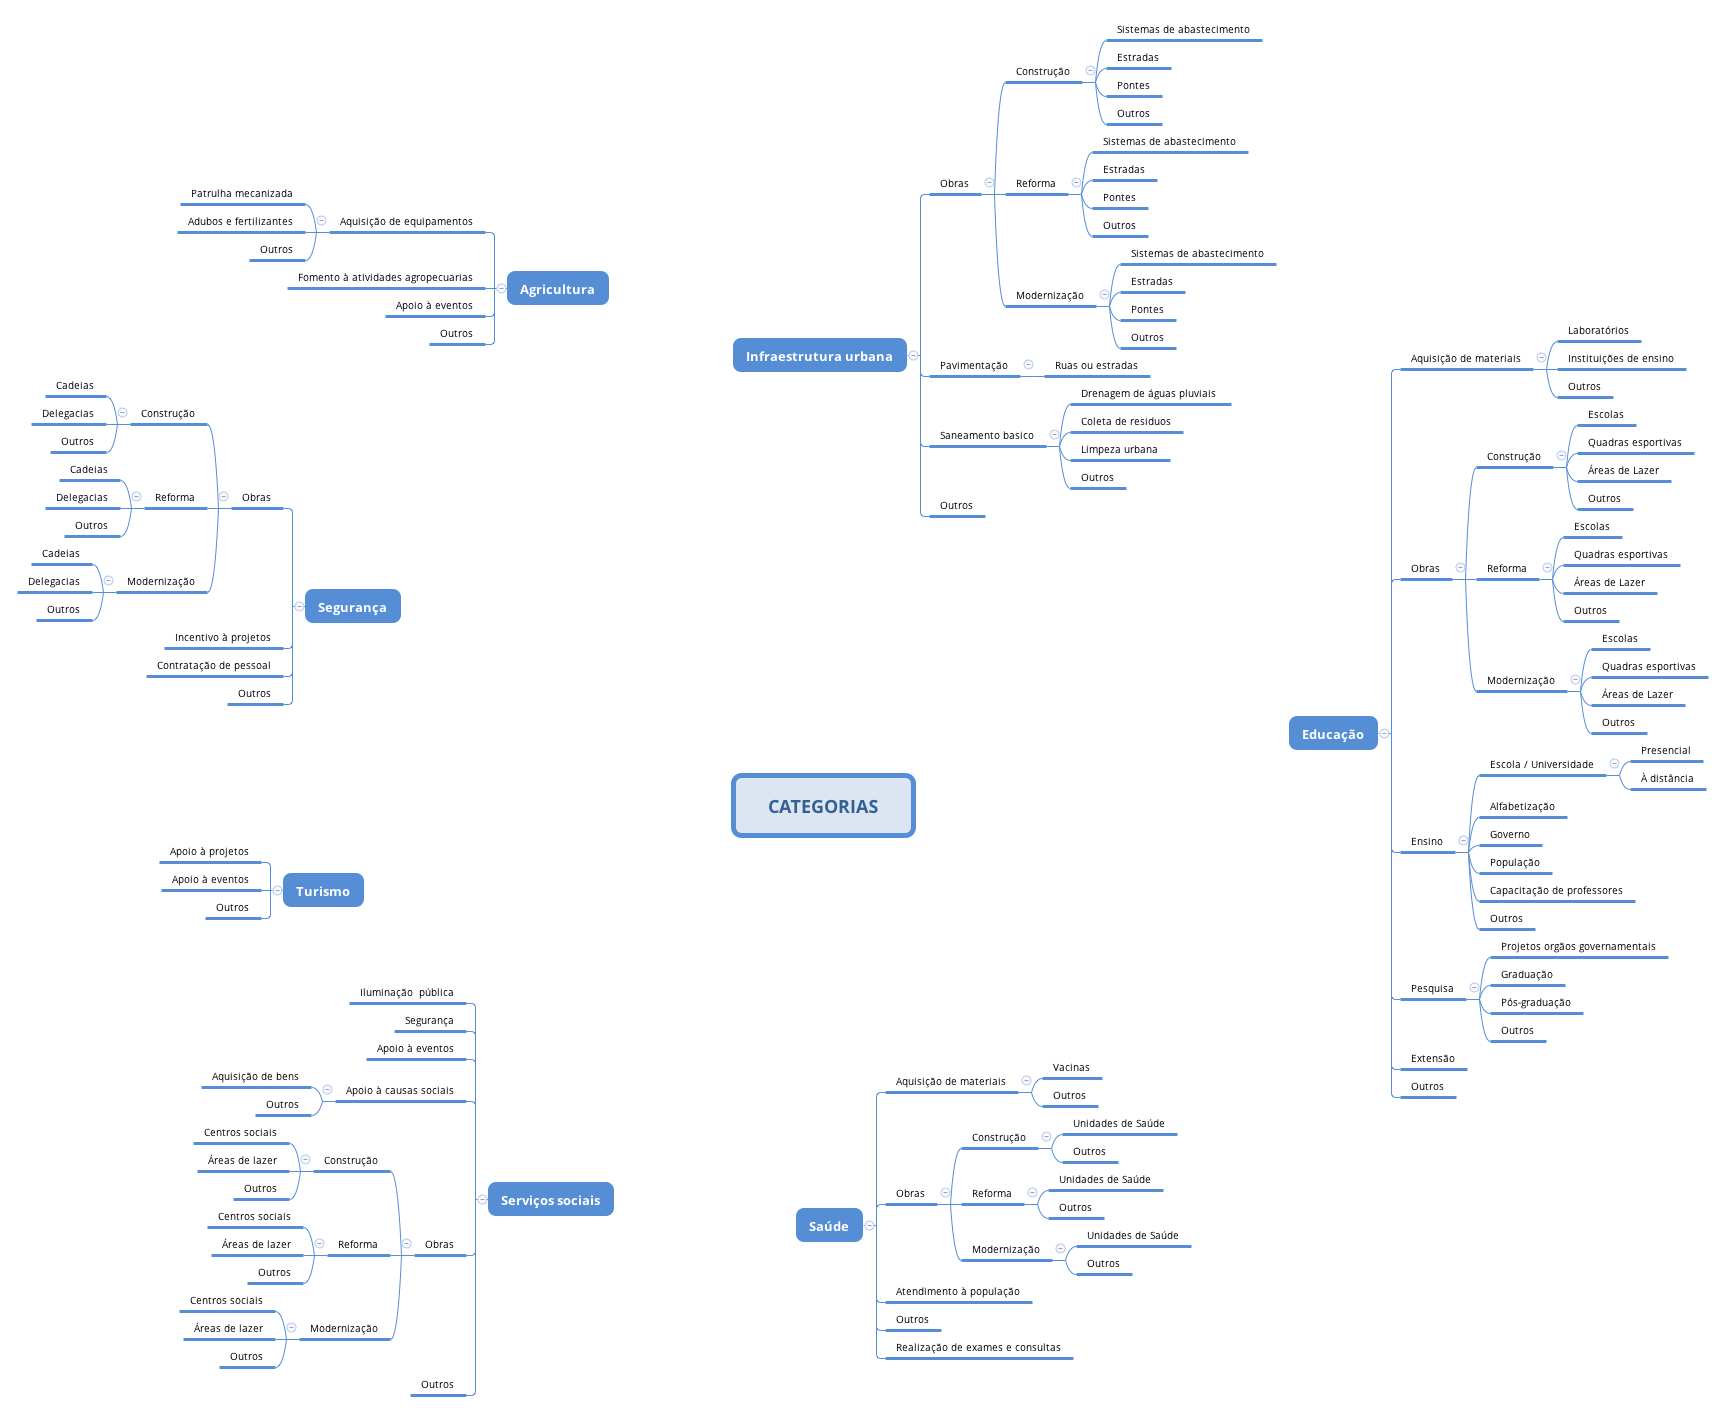 CATEGORIAS
Infraestrutura urbana
Obras
Construção
Sistemas de abastecimento
Estradas
Pontes
Outros
Reforma
Sistemas de abastecimento
Estradas
Pontes
Outros
Modernização
Sistemas de abastecimento
Estradas
Pontes
Outros
Pavimentação
Ruas ou estradas
Saneamento basico
Drenagem de águas pluviais
Coleta de residuos
Limpeza urbana
Outros
Outros
Educação
Aquisição de materiais
Laboratórios
Instituições de ensino
Outros
Obras
Construção
Escolas
Quadras esportivas
Áreas de Lazer
Outros
Reforma
Escolas
Quadras esportivas
Áreas de Lazer
Outros
Modernização
Escolas
Quadras esportivas
Áreas de Lazer
Outros
Ensino
Escola / Universidade
Presencial
À distância
Alfabetização
Governo
População
Capacitação de professores
Outros
Pesquisa
Projetos orgãos governamentais
Graduação
Pós-graduação
Outros
Extensão
Outros
Saúde
Aquisição de materiais
Vacinas
Outros
Obras
Construção
Unidades de Saúde
Outros
Reforma
Unidades de Saúde
Outros
Modernização
Unidades de Saúde
Outros
Atendimento à população
Outros
Realização de exames e consultas
Agricultura
Aquisição de equipamentos
Patrulha mecanizada
Adubos e fertilizantes
Outros
Fomento à atividades agropecuarias
Apoio à eventos
Outros
Segurança
Obras
Construção
Cadeias
Delegacias
Outros
Reforma
Cadeias
Delegacias
Outros
Modernização
Cadeias
Delegacias
Outros
Incentivo à projetos
Contratação de pessoal
Outros
Turismo
Apoio à projetos
Apoio à eventos
Outros
Serviços sociais
Iluminação  pública
Segurança
Apoio à eventos
Apoio à causas sociais
Aquisição de bens
Outros
Obras
Construção
Centros sociais
Áreas de lazer
Outros
Reforma
Centros sociais
Áreas de lazer
Outros
Modernização
Centros sociais
Áreas de lazer
Outros
Outros